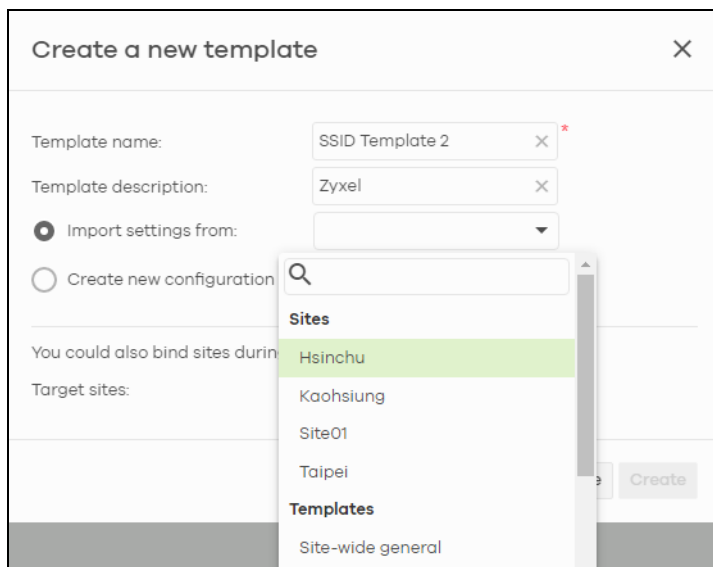 Create a new template
Template name:
SSID Template 2
*
Template description:
Zyxel
Import settings from:
Create new configuration
Sites
You could also bind sites durin
Hsinchu
Target sites:
Kaohsiung
Site01
Taipei
e
Create
Templates
Site-wide general